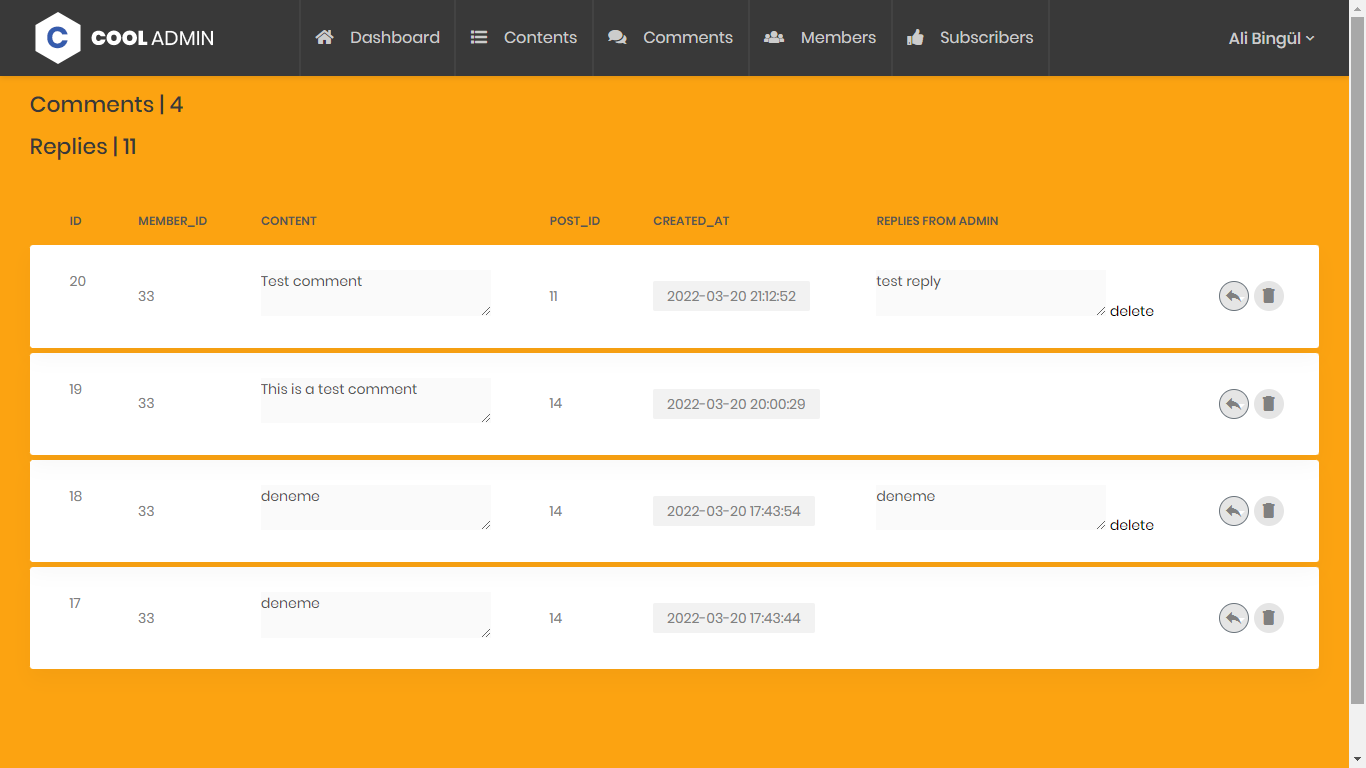 C COOL ADMIN Dashboard Contents Comments Members Subscribers Ali Bingül
Comments | 4
Replies | 11
ID MEMBER_ID CONTENT POST_ID CREATED_AT REPLIES FROM ADMIN
20 33 Test comment 11 2022-03-20 21:12:52 test reply delete
19 33 This is a test comment 14 2022-03-20 20:00:29
18 33 deneme 14 2022-03-20 17:43:54 deneme delete
17 33 deneme 14 2022-03-20 17:43:44